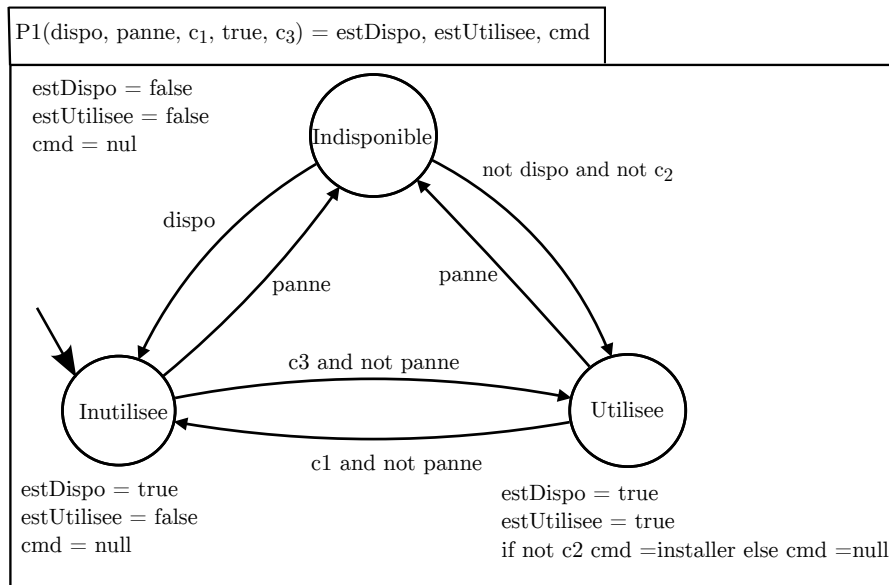 P1(dispo, panne, c₁, true, c₃) = estDispo, estUtilisee, cmd
estDispo = false
estUtilisee = false
cmd = nul
Indisponible
not dispo and not c₂
dispo
panne
panne
c3 and not panne
Inutilisee
Utilisee
c1 and not panne
estDispo = true
estUtilisee = false
cmd = null
estDispo = true
estUtilisee = true
if not c2 cmd =installer else cmd =null